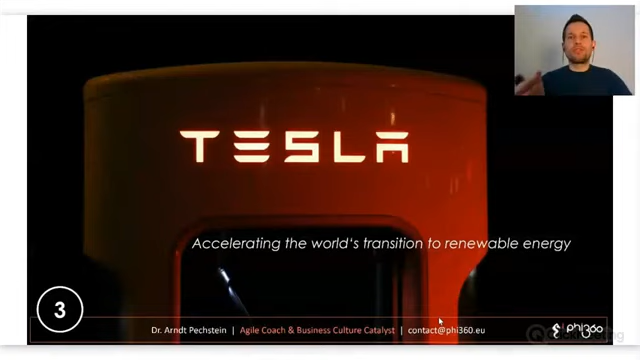 TESLA
Accelerating the world's transition to renewable energy
3
Dr. Arndt Pechstein | Agile Coach & Business Culture Catalyst | contact@phi360.eu
phi360